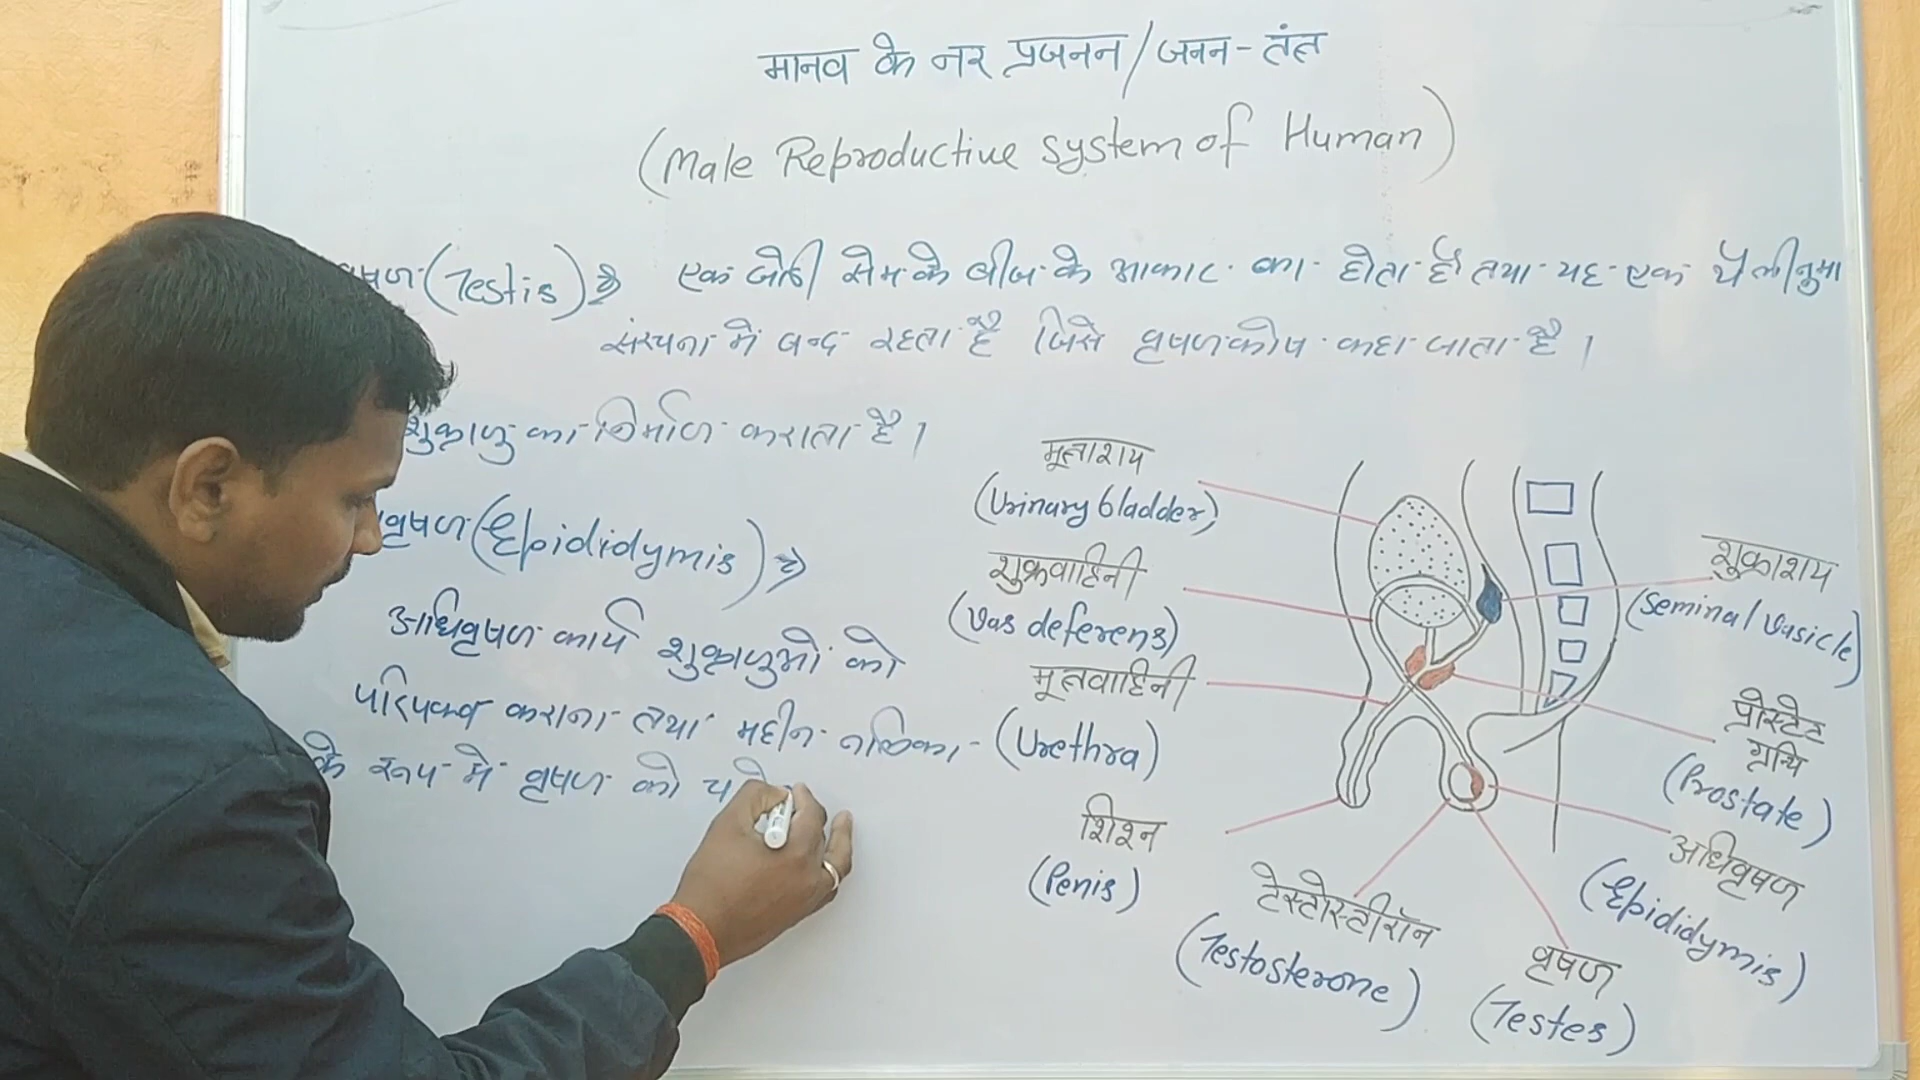 मानव के नर प्रजनन/जनन-तंत्र
(Male Reproductive system of Human)
(Testis) एक जोड़ी सेम के बीज के आकार का होता है तथा यह एक थैलीनुमा
संरचना में बन्द रहता है जिसे वृषणकोष कहा जाता है।
शुक्राणु का निर्माण कराता है।
(Epididymis)
अधिवृषण कार्य शुक्राणुओं को
परिपक्व कराना तथा महीन नलिका
के रूप में वृषण को
मूत्राशय
(Urinary bladder)
शुक्रवाहिनी
(Vas deferens)
मूत्रवाहिनी
(Urethra)
शिश्न
(Penis)
टेस्टोस्टीरॉन
(Testosterone)
वृषण
(Testes)
शुक्राशय
(Seminal Vasicle)
प्रोस्टेट
ग्रन्थि
(Prostate)
अधिवृषण
(Epididymis)